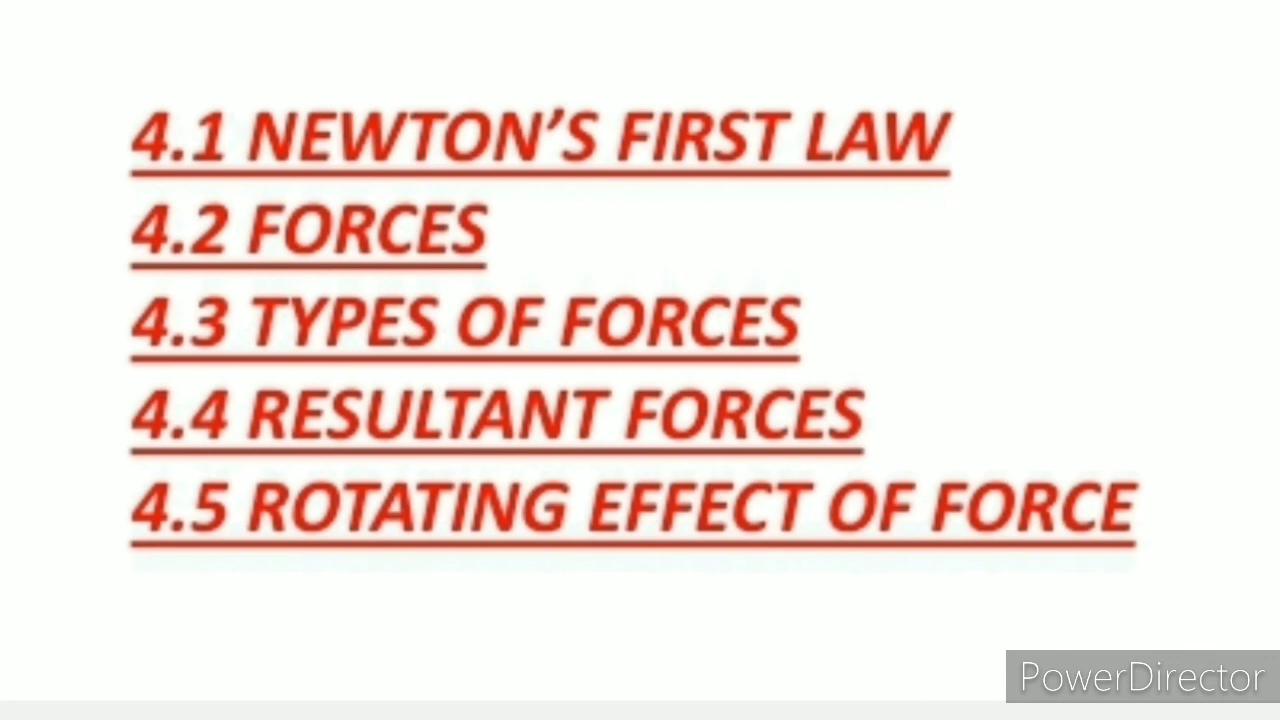 4.1 NEWTON’S FIRST LAW
4.2 FORCES
4.3 TYPES OF FORCES
4.4 RESULTANT FORCES
4.5 ROTATING EFFECT OF FORCE
PowerDirector